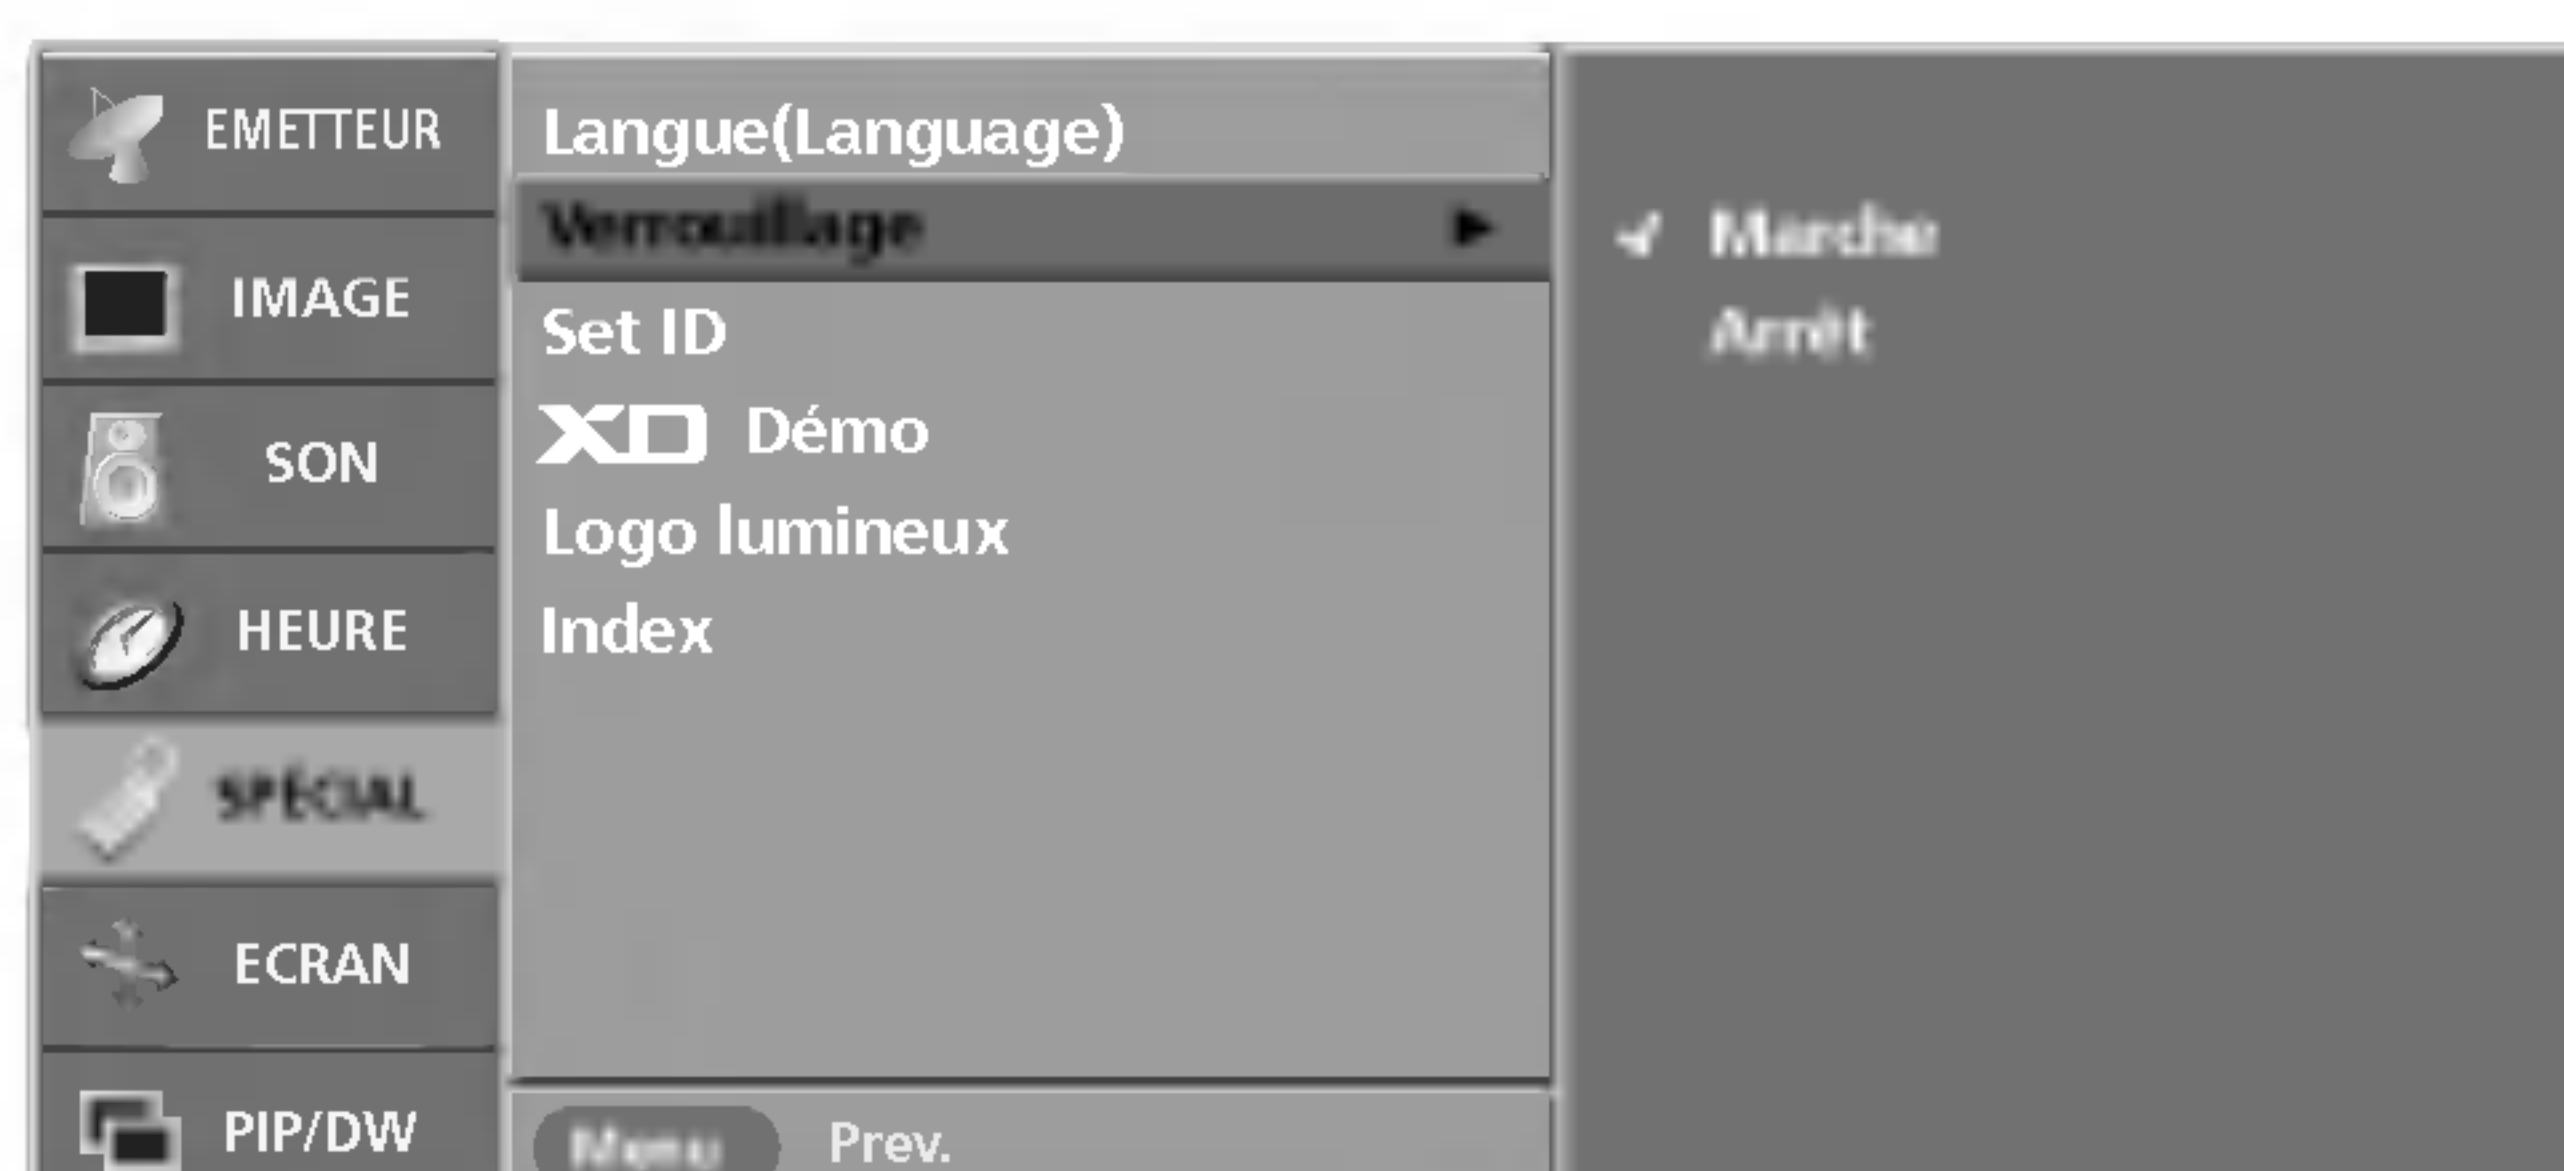 EMETTEUR
IMAGE
SON
HEURE
SPÉCIAL
ECRAN
PIP/DW
Langue(Language)
Verrouillage
Set ID
XD Démo
Logo lumineux
Index
Menu Prev.
Marche
Arrêt